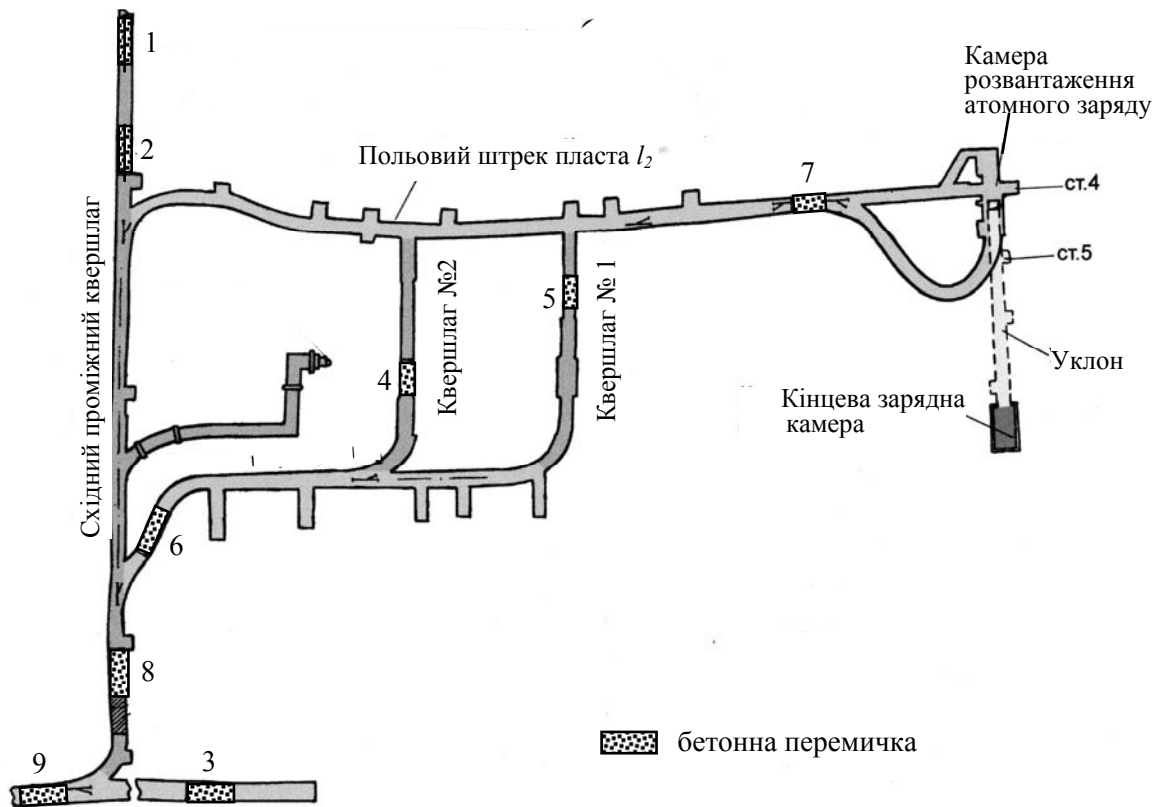 1
Камера
розвантаження
атомного заряду
2
Польовий штрек пласта l₂
7
ст.4
ст.5
Східний проміжний квершлаг
Квершлаг №2
5
Квершлаг № 1
Уклон
4
Кінцева зарядна
камера
6
8
бетонна перемичка
9
3